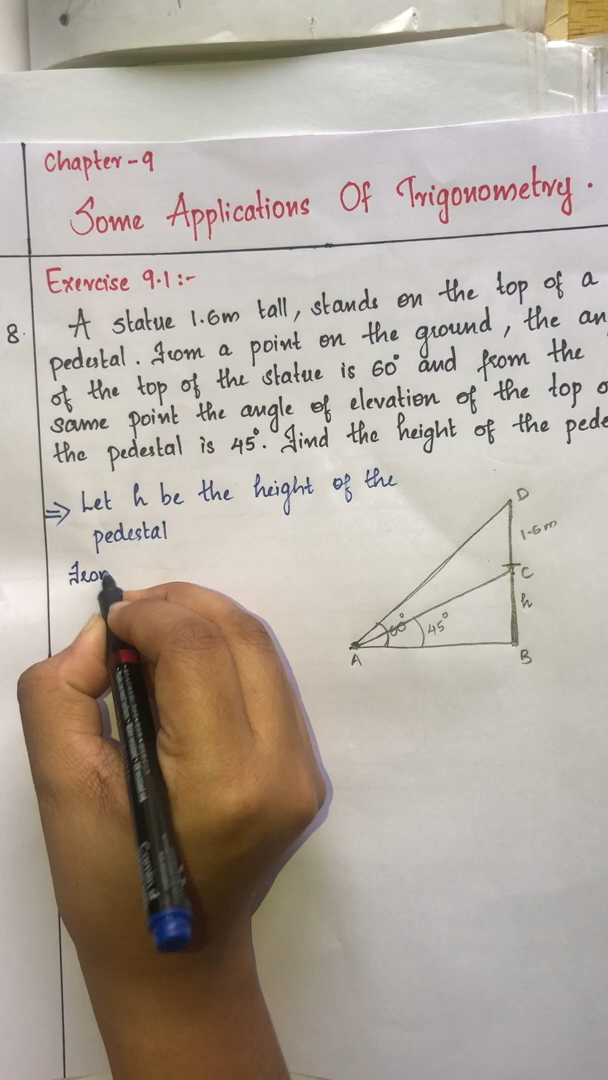 Chapter-9
Some Applications Of Trigonometry.
Exercise 9.1:-
8. A statue 1.6m tall, stands on the top of a
pedestal. From a point on the ground, the an
of the top of the statue is 60° and from the
same point the angle of elevation of the top o
the pedestal is 45°. Find the height of the pede
⇒ Let h be the height of the
pedestal
From
D
1.6m
C
h
60°
45°
A
B